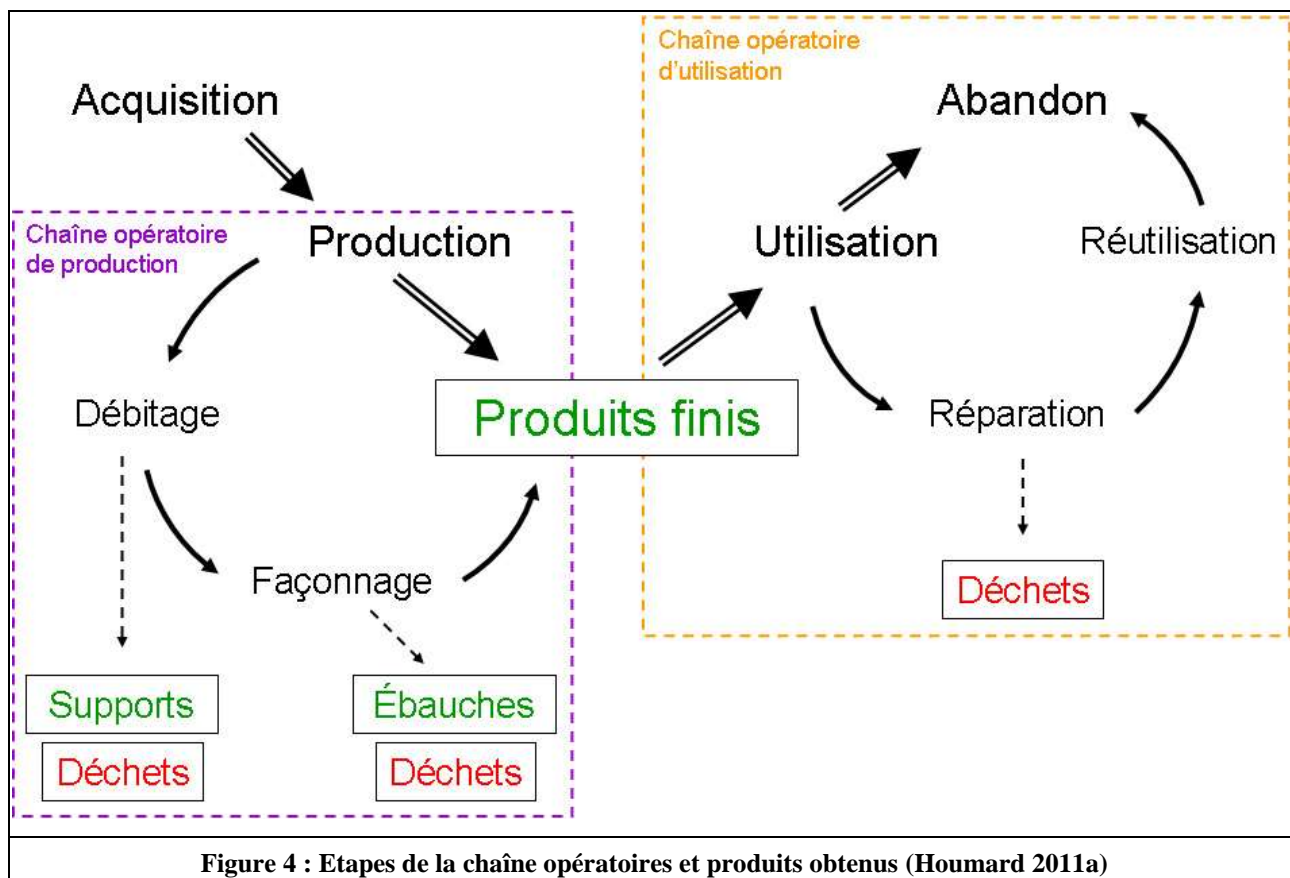 Chaîne opératoire
d'utilisation
Acquisition
Abandon
Chaîne opératoire
de production
Production
Utilisation
Réutilisation
Débitage
Produits finis
Réparation
Façonnage
Déchets
Supports
Ébauches
Déchets
Déchets
Figure 4 : Etapes de la chaîne opératoires et produits obtenus (Houmard 2011a)